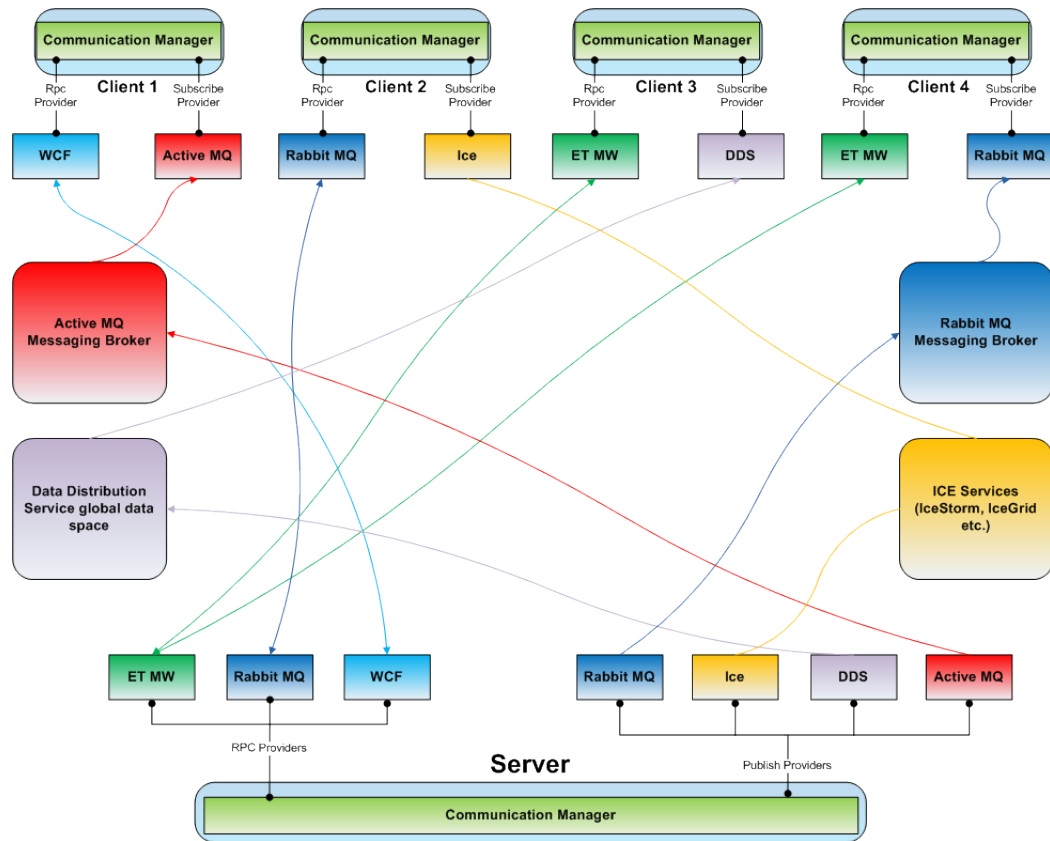 Communication Manager
Communication Manager
Communication Manager
Communication Manager
Client 1
Client 2
Client 3
Client 4
Rpc
Provider
Subscribe
Provider
Rpc
Provider
Subscribe
Provider
Rpc
Provider
Subscribe
Provider
Rpc
Provider
Subscribe
Provider
WCF
Active MQ
Rabbit MQ
Ice
ET MW
DDS
ET MW
Rabbit MQ
Active MQ
Messaging Broker
Rabbit MQ
Messaging Broker
Data Distribution
Service global data
space
ICE Services
(IceStorm, IceGrid
etc.)
ET MW
Rabbit MQ
WCF
Rabbit MQ
Ice
DDS
Active MQ
RPC Providers
Publish Providers
Server
Communication Manager